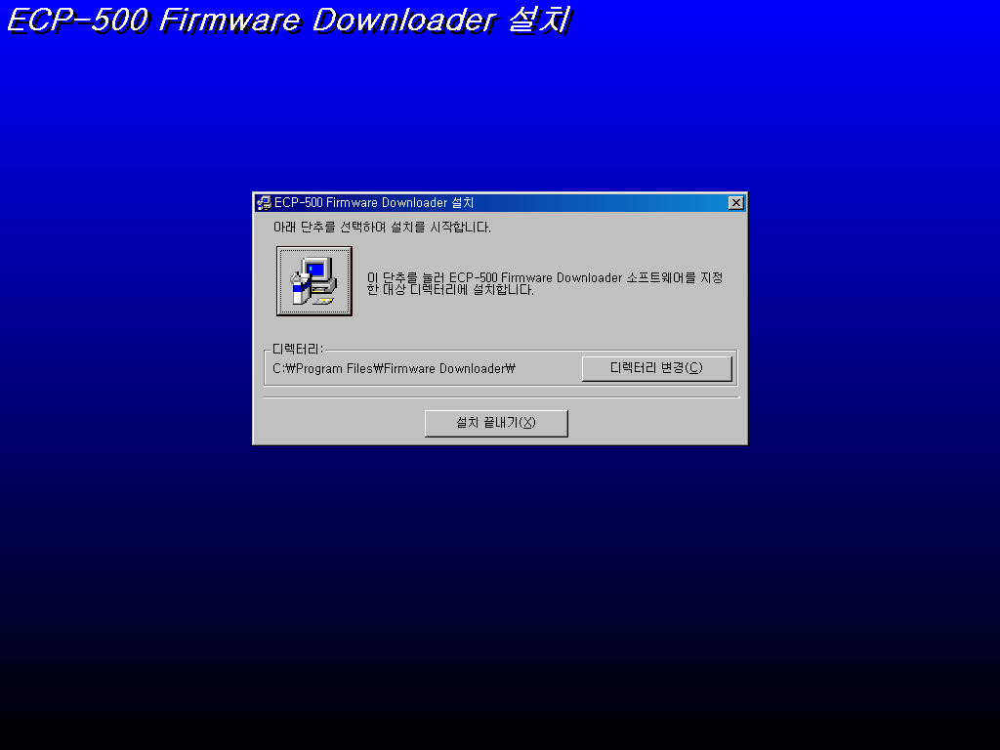 ECP-500 Firmware Downloader 설치
ECP-500 Firmware Downloader 설치
아래 단추를 선택하여 설치를 시작합니다.
이 단추를 눌러 ECP-500 Firmware Downloader 소프트웨어를 지정
한 대상 디렉터리에 설치합니다.
디렉터리:
C:₩Program Files₩Firmware Downloader₩
디렉터리 변경(C)
설치 끝내기(X)